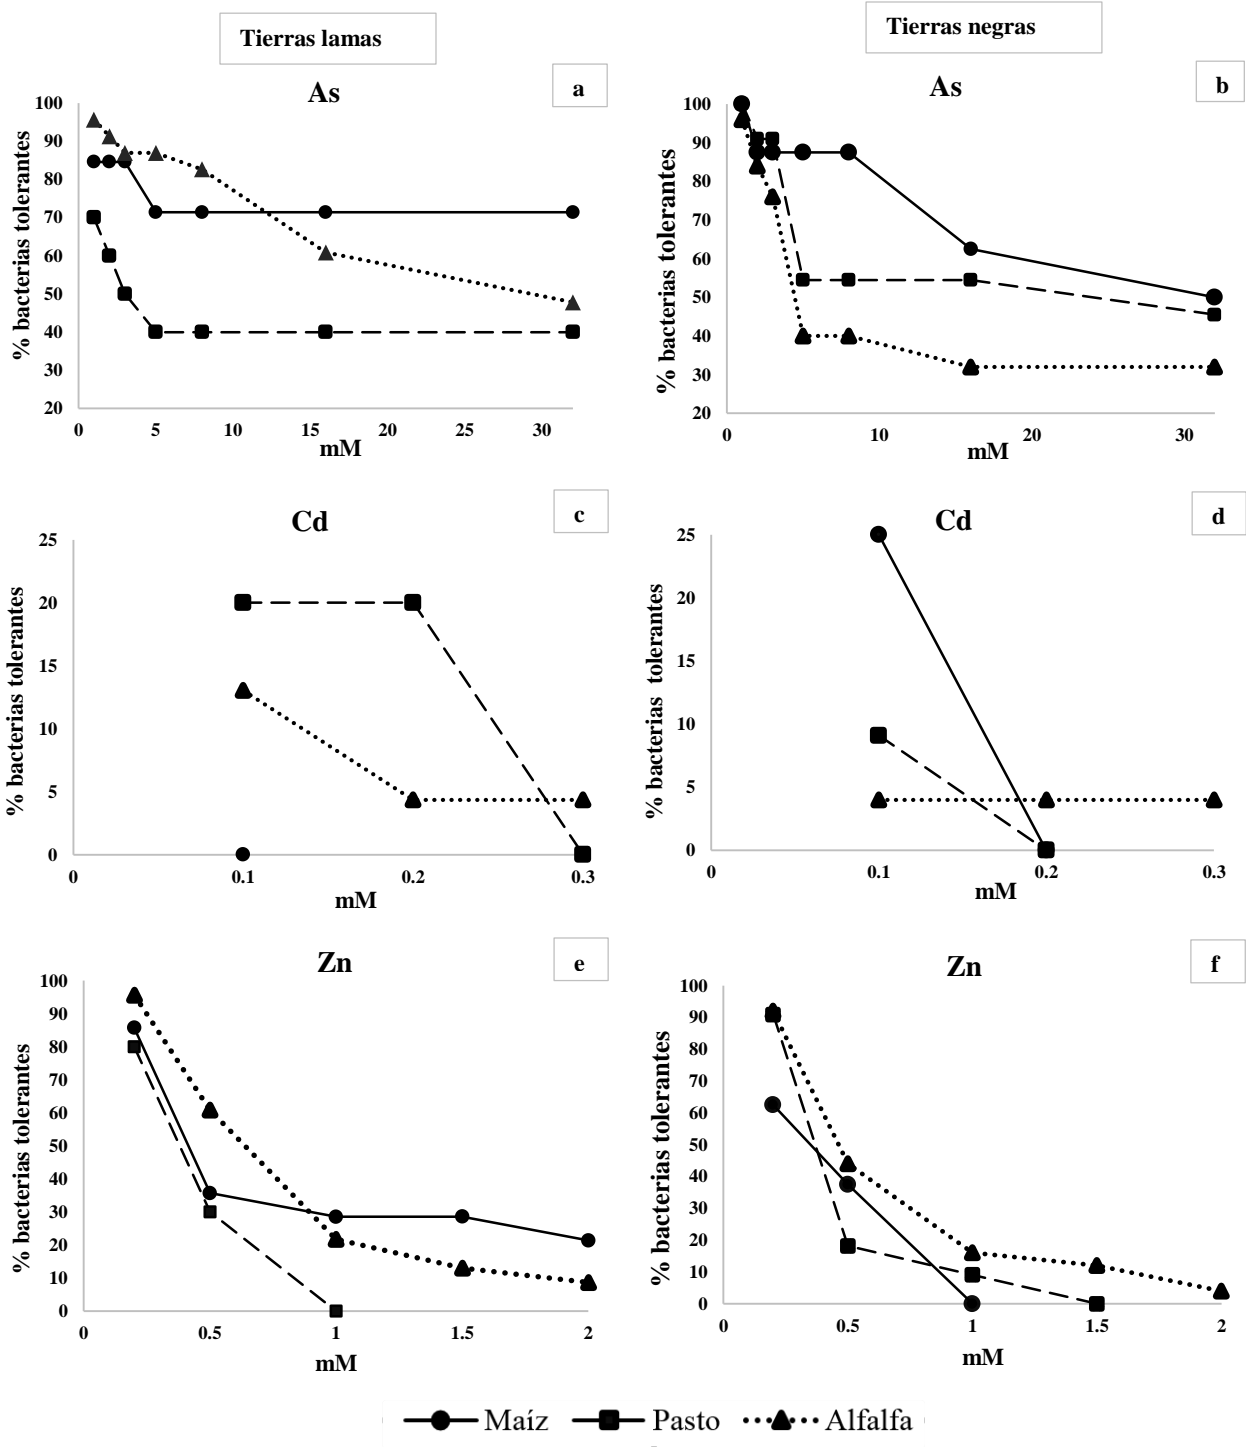 Tierras lamas
Tierras negras
As
a
% bacterias tolerantes
100
90
80
70
60
50
40
30
20
0 5 10 15 20 25 30
mM
As
b
% bacterias tolerantes
100
90
80
70
60
50
40
30
20
0 10 20 30
mM
Cd
c
% bacterias tolerantes
25
20
15
10
5
0
0 0.1 0.2 0.3
mM
Cd
d
% bacterias tolerantes
25
20
15
10
5
0
0 0.1 0.2 0.3
mM
Zn
e
% bacterias tolerantes
100
90
80
70
60
50
40
30
20
10
0
0 0.5 1 1.5 2
mM
Zn
f
% bacterias tolerantes
100
90
80
70
60
50
40
30
20
10
0
0 0.5 1 1.5 2
mM
Maíz Pasto Alfalfa